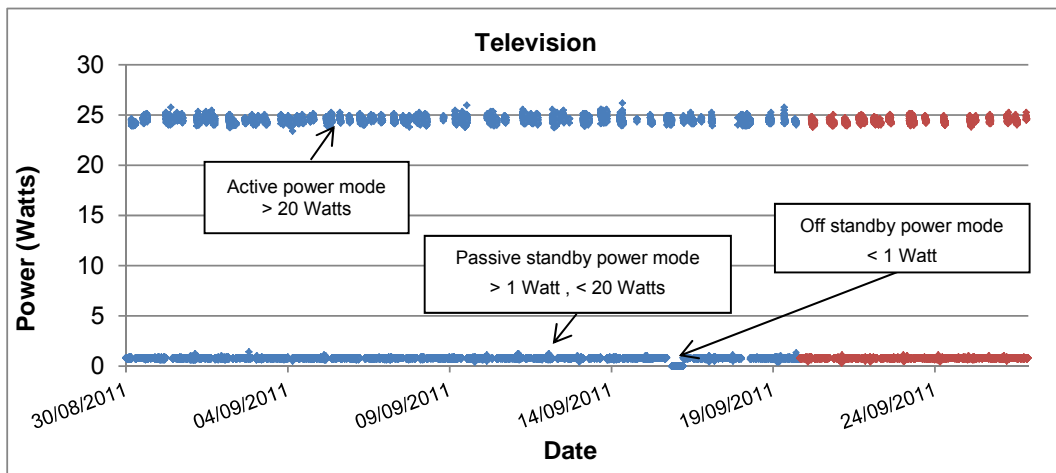 Television
30
25
20
15
10
5
0
Power (Watts)
Active power mode
> 20 Watts
Passive standby power mode
> 1 Watt , < 20 Watts
Off standby power mode
< 1 Watt
30/08/2011
04/09/2011
09/09/2011
14/09/2011
19/09/2011
24/09/2011
Date